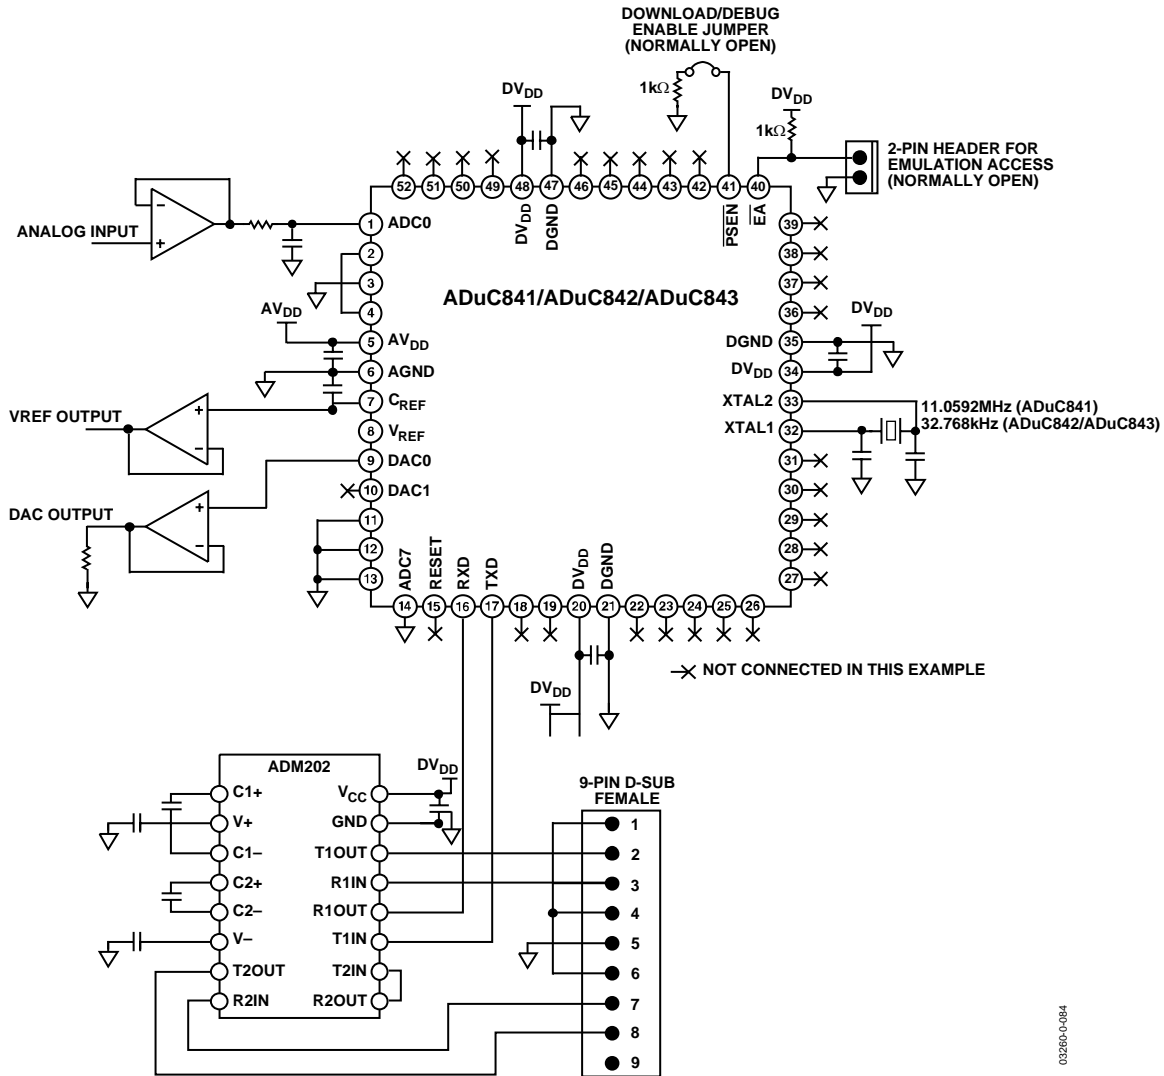 DOWNLOAD/DEBUG
ENABLE JUMPER
(NORMALLY OPEN)
1kΩ
DVDD
1kΩ
DVDD
2-PIN HEADER FOR
EMULATION ACCESS
(NORMALLY OPEN)
52 51 50 49 48 47 46 45 44 43 42 41 40
DVDD
DGND
PSEN
EA
ANALOG INPUT
1 ADC0
2
3
4
AVDD
5 AVDD
6 AGND
7 CREF
VREF OUTPUT
8 VREF
9 DAC0
10 DAC1
DAC OUTPUT
11
12
13
ADuC841/ADuC842/ADuC843
39
38
37
36
DVDD
DGND 35
DVDD 34
XTAL2 33
11.0592MHz (ADuC841)
32.768kHz (ADuC842/ADuC843)
XTAL1 32
31
30
29
28
27
ADC7
RESET
RXD
TXD
DVDD
DGND
14 15 16 17 18 19 20 21 22 23 24 25 26
NOT CONNECTED IN THIS EXAMPLE
DVDD
ADM202
C1+
V+
C1–
C2+
C2–
V–
T2OUT
R2IN
VCC
GND
T1OUT
R1IN
R1OUT
T1IN
T2IN
R2OUT
DVDD
9-PIN D-SUB
FEMALE
1
2
3
4
5
6
7
8
9
03260-0-084